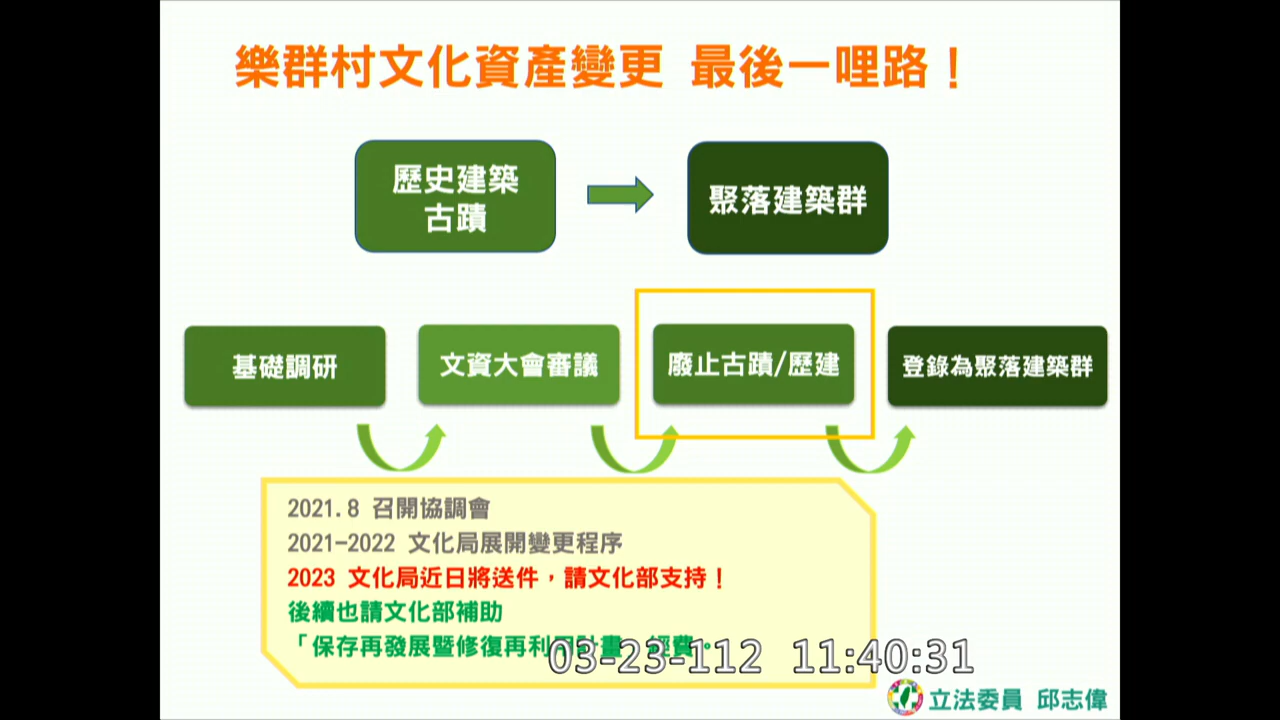 樂群村文化資產變更 最後一哩路！
歷史建築
古蹟
聚落建築群
基礎調研
文資大會審議
廢止古蹟/歷建
登錄為聚落建築群
2021.8 召開協調會
2021-2022 文化局展開變更程序
2023 文化局近日將送件，請文化部支持！
後續也請文化部補助
「保存再發展暨修復再利用計畫」經費。
03-23-112 11:40:31
立法委員 邱志偉